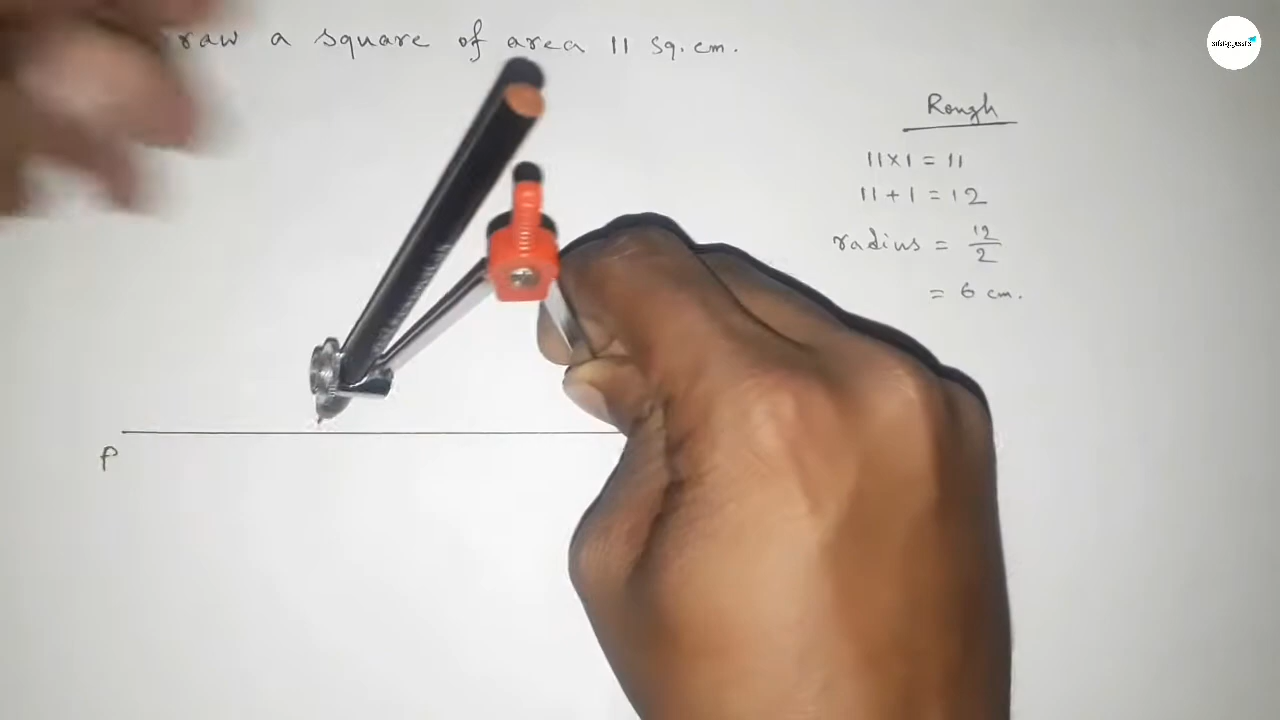 raw a square of area 11 sq. cm.
Rough
11 × 1 = 11
11 + 1 = 12
radius = 12/2
= 6 cm.
P